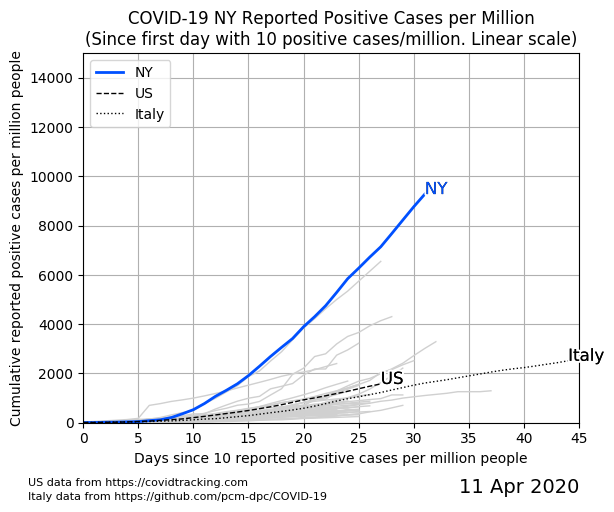 COVID-19 NY Reported Positive Cases per Million
(Since first day with 10 positive cases/million. Linear scale)
Cumulative reported positive cases per million people
14000
12000
10000
8000
6000
4000
2000
0
NY
US
Italy
NY
US
Italy
0 5 10 15 20 25 30 35 40 45
Days since 10 reported positive cases per million people
US data from https://covidtracking.com
Italy data from https://github.com/pcm-dpc/COVID-19
11 Apr 2020